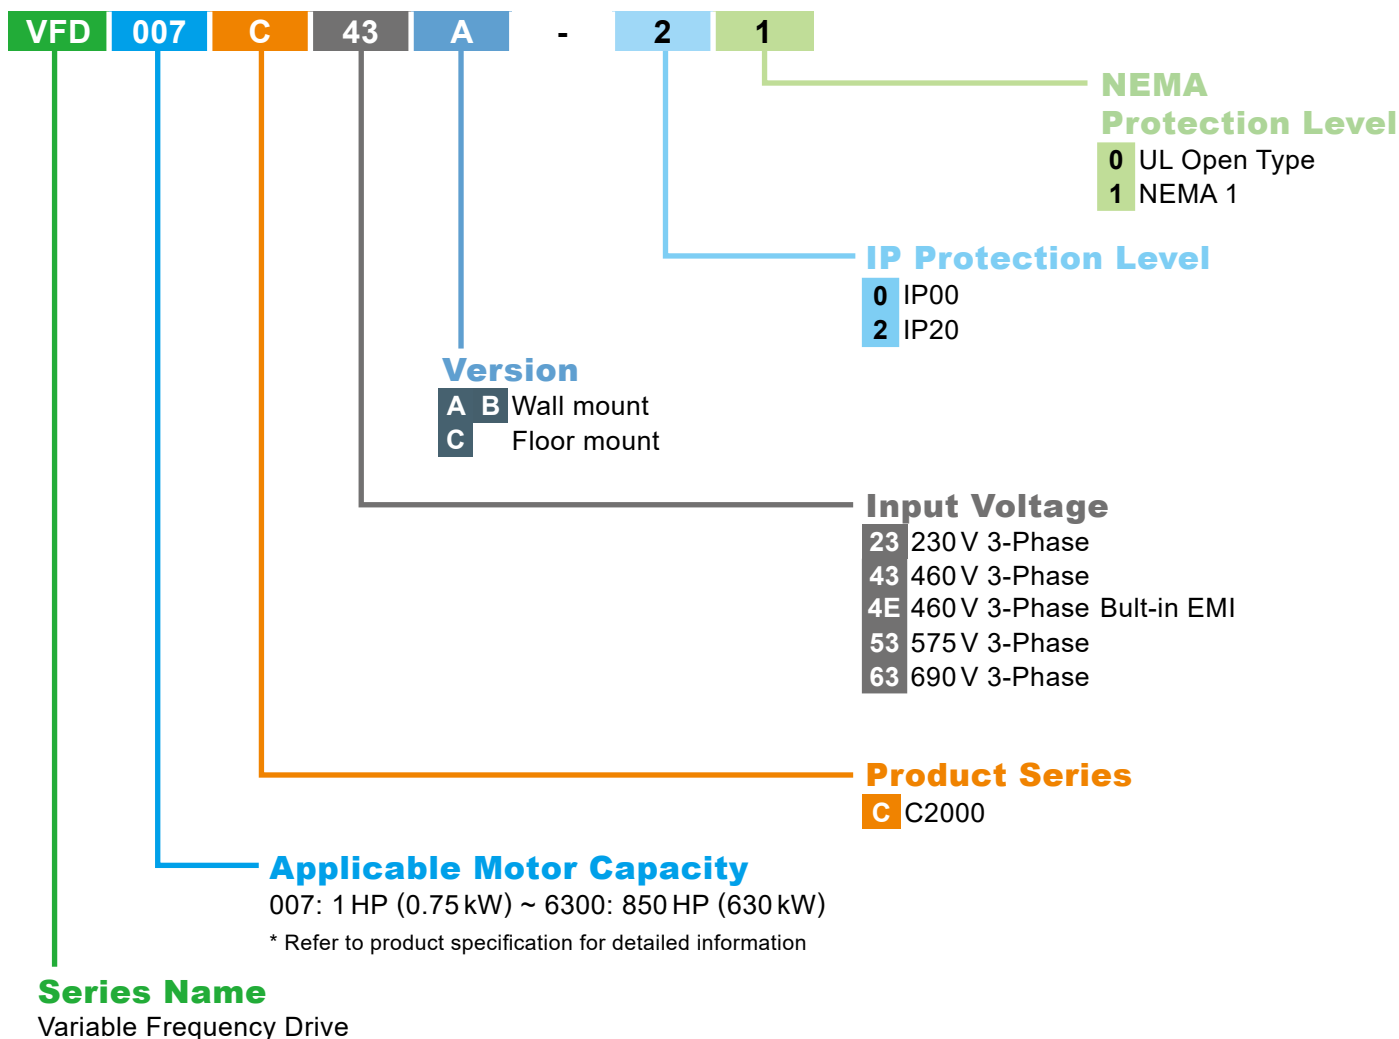 VFD 007 C 43 A - 2 1
NEMA
Protection Level
0 UL Open Type
1 NEMA 1
IP Protection Level
0 IP00
2 IP20
Version
A B Wall mount
C Floor mount
Input Voltage
23 230 V 3-Phase
43 460 V 3-Phase
4E 460 V 3-Phase Bult-in EMI
53 575 V 3-Phase
63 690 V 3-Phase
Product Series
C C2000
Applicable Motor Capacity
007: 1 HP (0.75 kW) ~ 6300: 850 HP (630 kW)
* Refer to product specification for detailed information
Series Name
Variable Frequency Drive